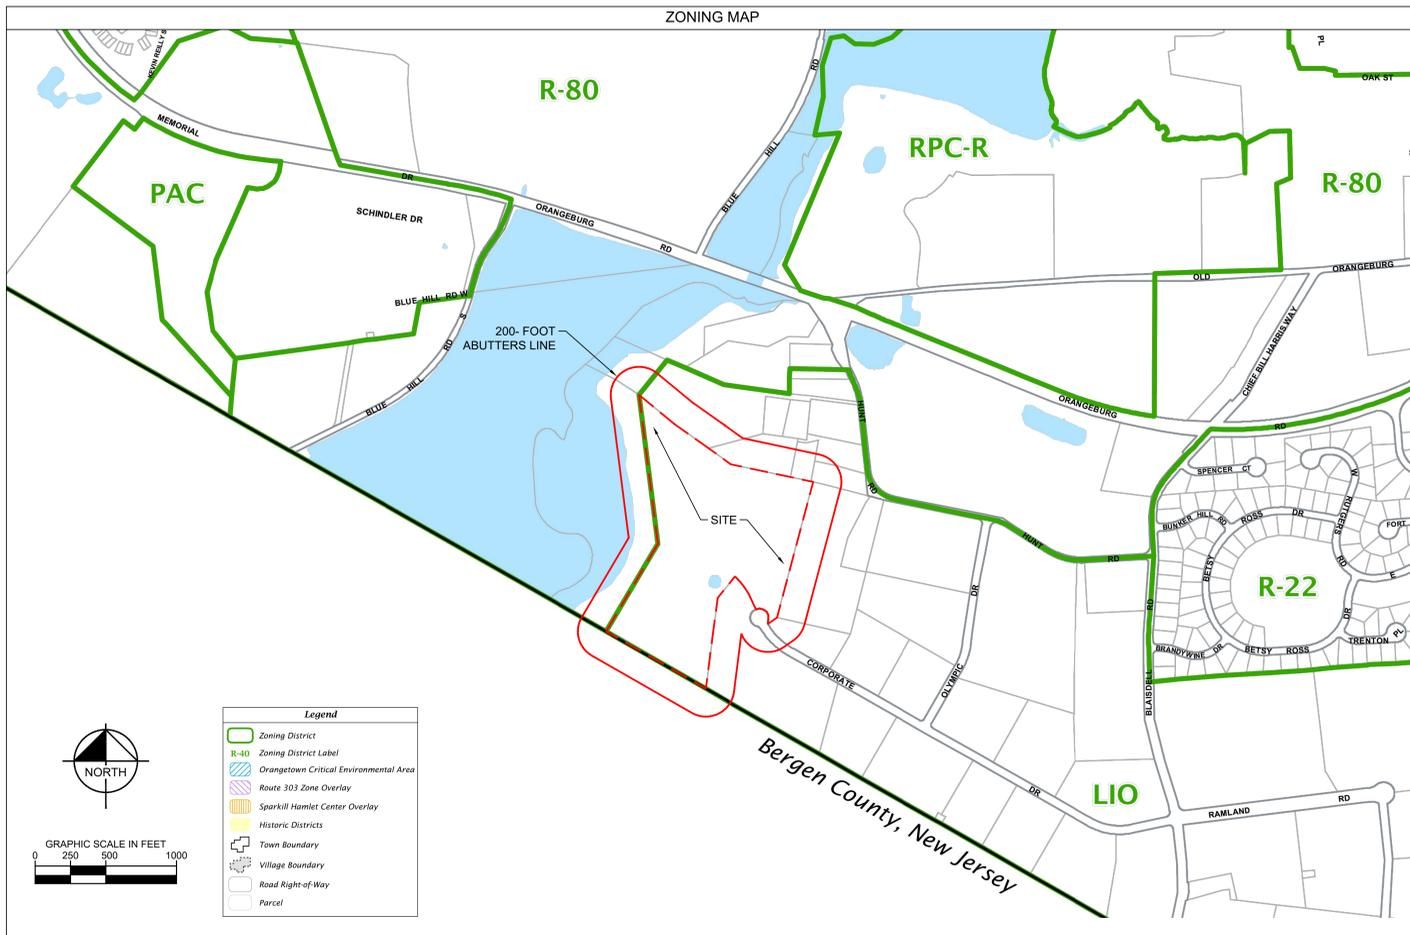 ZONING MAP
KEVIN REILLY S
RD
PL
OAK ST
R-80
MEMORIAL
HILL
RPC-R
PAC
DR
R-80
BLUE
SCHINDLER DR
ORANGEBURG
RD
ORANGEBURG
OLD
BLUE HILL RD W
S
200- FOOT
ABUTTERS LINE
RD
CHIEF BILL HARRIS WAY
HILL
BLUE
HUNT
ORANGEBURG
RD
SPENCER CT
W
RUTGERS
RD
RD
SITE
BUNKER HILL RD
ROSS
DR
FORT
HUNT
RD
BETSY
R-22
E
DR
DR
RD
TRENTON PL
BRANDYWINE DR
BETSY ROSS
CORPORATE
OLYMPIC
BLAISDELL
Bergen County, New Jersey
DR
LIO
RAMLAND
RD
NORTH
GRAPHIC SCALE IN FEET
0 250 500 1000
Legend
Zoning District
R-40 Zoning District Label
Orangetown Critical Environmental Area
Route 303 Zone Overlay
Sparkill Hamlet Center Overlay
Historic Districts
Town Boundary
Village Boundary
Road Right-of-Way
Parcel